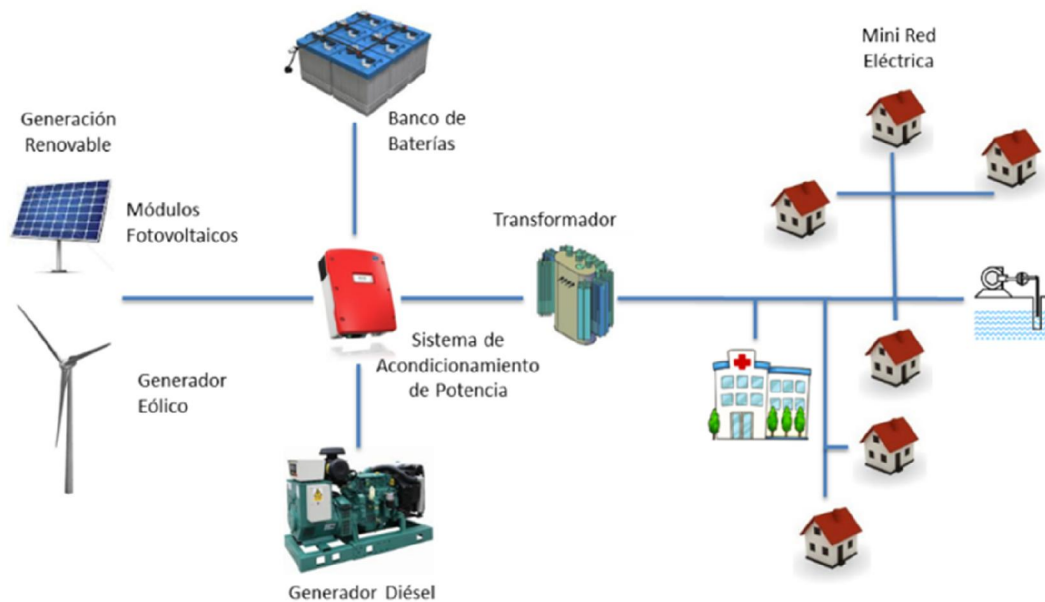 Mini Red
Eléctrica
Generación
Renovable
Banco de
Baterías
Módulos
Fotovoltaicos
Transformador
Sistema de
Acondicionamiento
de Potencia
Generador
Eólico
Generador Diésel